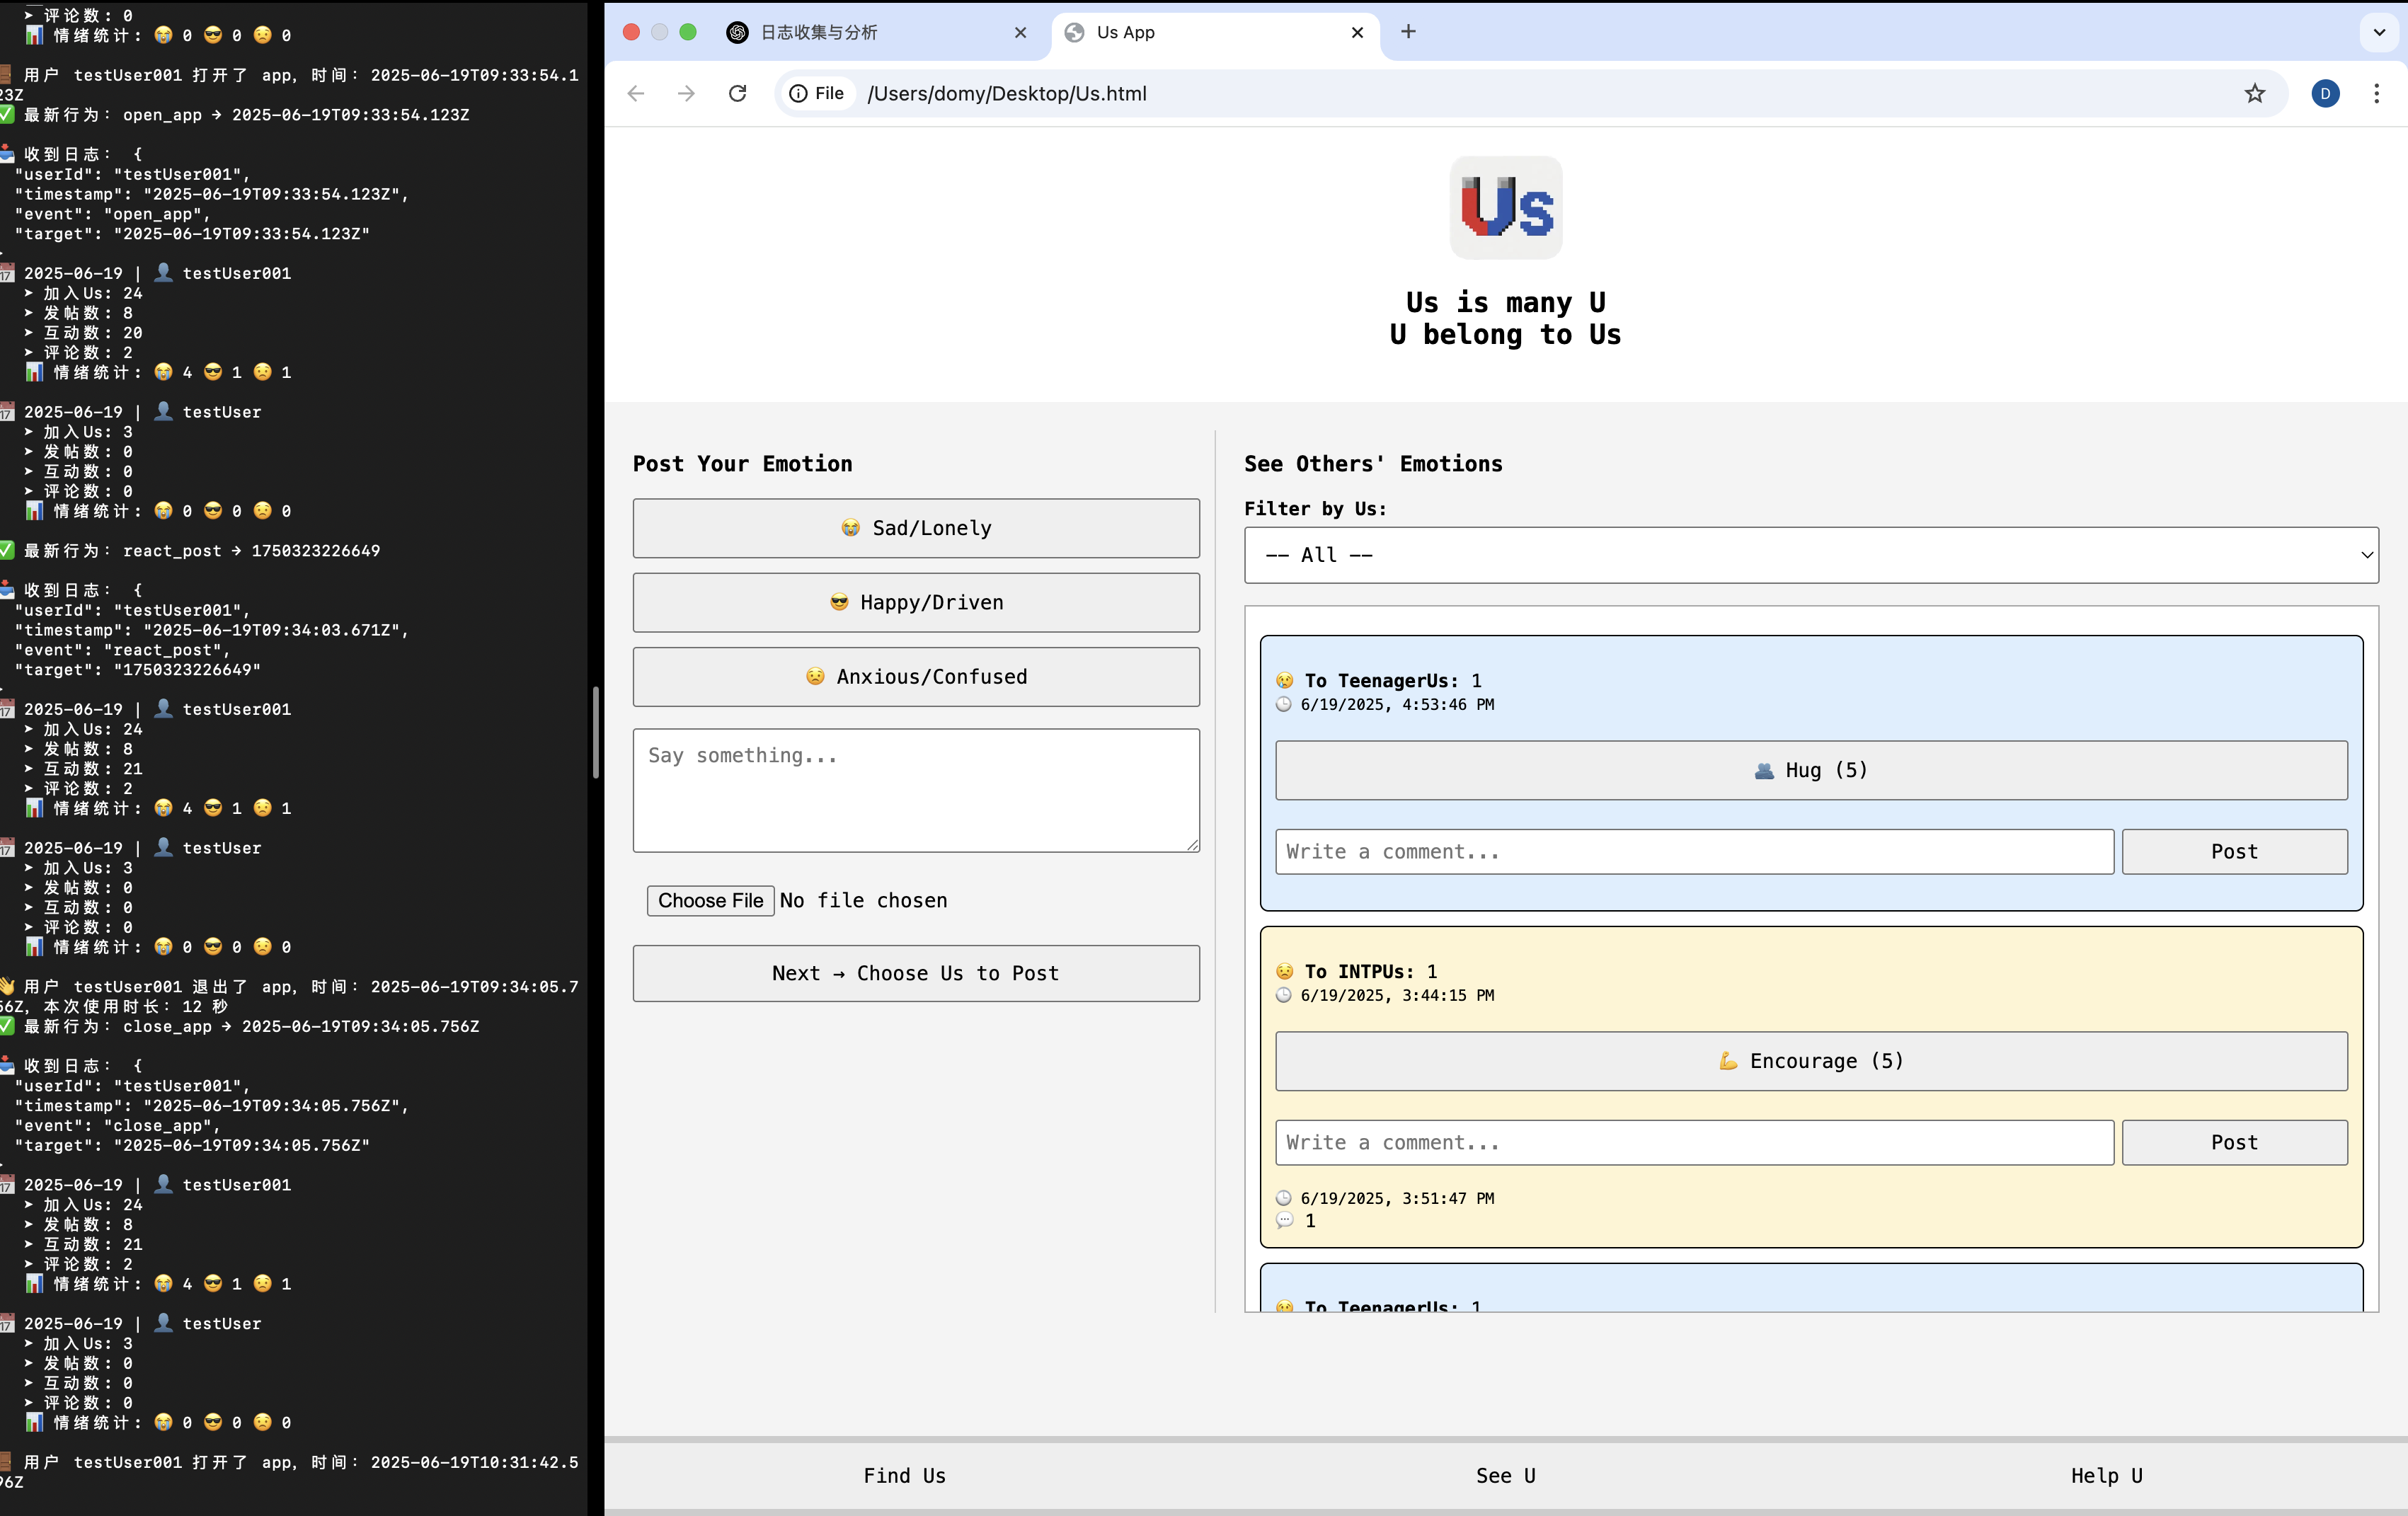 ➤ 评论数: 0
📊 情绪统计: 😭 0 😎 0 😟 0
🚪 用户 testUser001 打开了 app, 时间: 2025-06-19T09:33:54.1
23Z
✅ 最新行为: open_app → 2025-06-19T09:33:54.123Z
📥 收到日志: {
"userId": "testUser001",
"timestamp": "2025-06-19T09:33:54.123Z",
"event": "open_app",
"target": "2025-06-19T09:33:54.123Z"
📅 2025-06-19 | 👤 testUser001
➤ 加入Us: 24
➤ 发帖数: 8
➤ 互动数: 20
➤ 评论数: 2
📊 情绪统计: 😭 4 😎 1 😟 1
📅 2025-06-19 | 👤 testUser
➤ 加入Us: 3
➤ 发帖数: 0
➤ 互动数: 0
➤ 评论数: 0
📊 情绪统计: 😭 0 😎 0 😟 0
✅ 最新行为: react_post → 1750323226649
📥 收到日志: {
"userId": "testUser001",
"timestamp": "2025-06-19T09:34:03.671Z",
"event": "react_post",
"target": "1750323226649"
📅 2025-06-19 | 👤 testUser001
➤ 加入Us: 24
➤ 发帖数: 8
➤ 互动数: 21
➤ 评论数: 2
📊 情绪统计: 😭 4 😎 1 😟 1
📅 2025-06-19 | 👤 testUser
➤ 加入Us: 3
➤ 发帖数: 0
➤ 互动数: 0
➤ 评论数: 0
📊 情绪统计: 😭 0 😎 0 😟 0
👋 用户 testUser001 退出了 app, 时间: 2025-06-19T09:34:05.7
56Z, 本次使用时长: 12 秒
✅ 最新行为: close_app → 2025-06-19T09:34:05.756Z
📥 收到日志: {
"userId": "testUser001",
"timestamp": "2025-06-19T09:34:05.756Z",
"event": "close_app",
"target": "2025-06-19T09:34:05.756Z"
📅 2025-06-19 | 👤 testUser001
➤ 加入Us: 24
➤ 发帖数: 8
➤ 互动数: 21
➤ 评论数: 2
📊 情绪统计: 😭 4 😎 1 😟 1
📅 2025-06-19 | 👤 testUser
➤ 加入Us: 3
➤ 发帖数: 0
➤ 互动数: 0
➤ 评论数: 0
📊 情绪统计: 😭 0 😎 0 😟 0
🚪 用户 testUser001 打开了 app, 时间: 2025-06-19T10:31:42.5
96Z
日志收集与分析
Us App
File /Users/domy/Desktop/Us.html
D
Us
Us is many U
U belong to Us
Post Your Emotion
😭 Sad/Lonely
😎 Happy/Driven
😟 Anxious/Confused
Say something...
Choose File No file chosen
Next → Choose Us to Post
See Others' Emotions
Filter by Us:
-- All --
😢 To TeenagerUs: 1
🕒 6/19/2025, 4:53:46 PM
🫂 Hug (5)
Write a comment... Post
😟 To INTPUs: 1
🕒 6/19/2025, 3:44:15 PM
💪 Encourage (5)
Write a comment... Post
🕒 6/19/2025, 3:51:47 PM
💬 1
😢 To TeenagerUs: 1
Find Us See U Help U